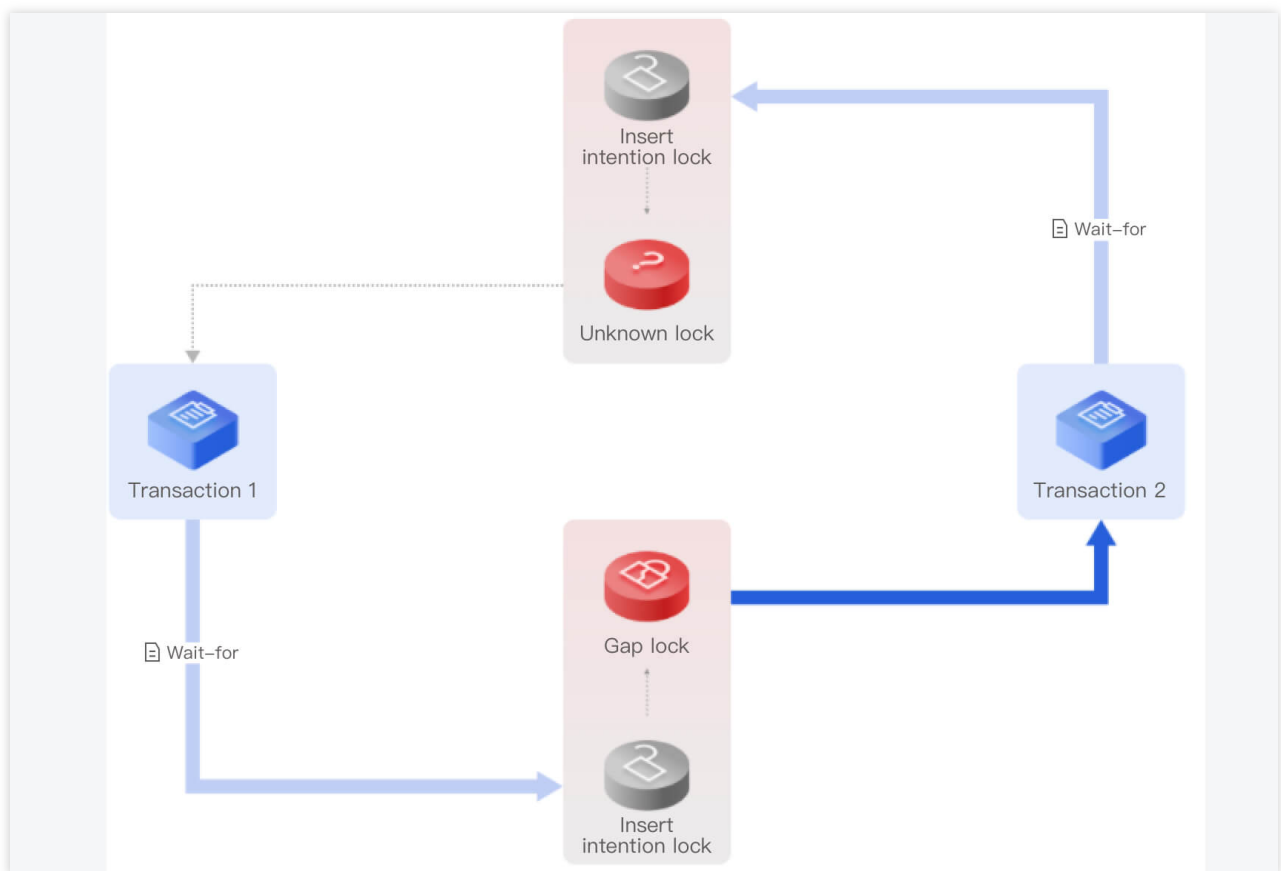 Insert
intention lock
Wait-for
Unknown lock
Transaction 1
Transaction 2
Gap lock
Wait-for
Insert
intention lock